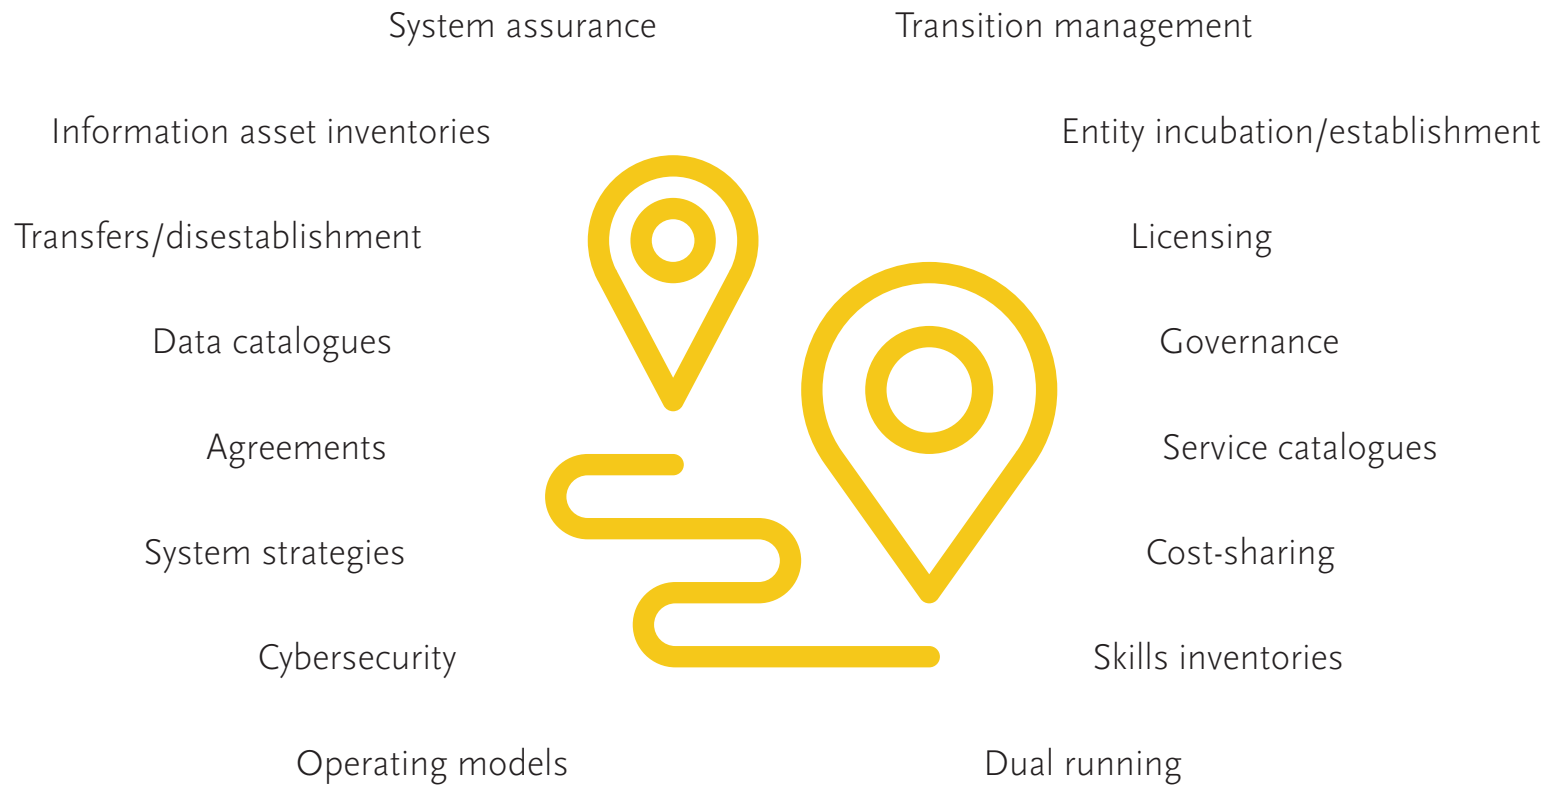 System assurance
Transition management
Information asset inventories
Entity incubation/establishment
Transfers/disestablishment
Licensing
Data catalogues
Governance
Agreements
Service catalogues
System strategies
Cost-sharing
Cybersecurity
Skills inventories
Operating models
Dual running